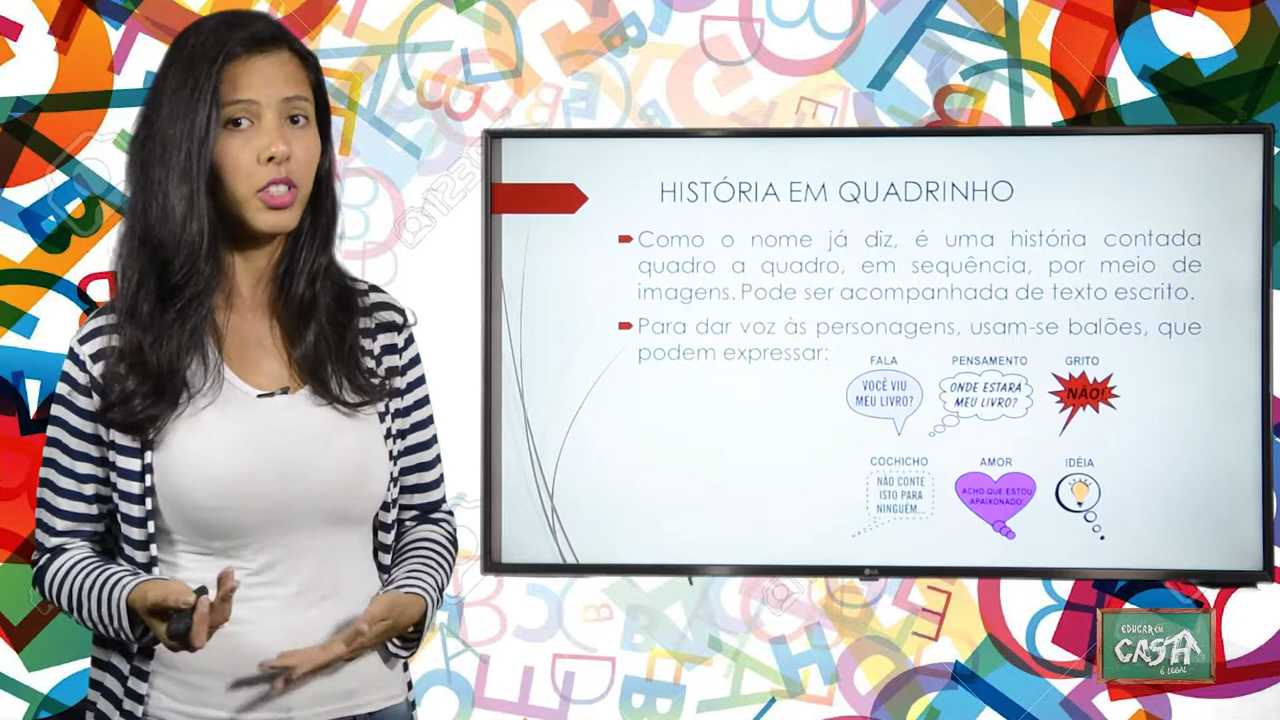 HISTÓRIA EM QUADRINHO
Como o nome já diz, é uma história contada
quadro a quadro, em sequência, por meio de
imagens. Pode ser acompanhada de texto escrito.
Para dar voz às personagens, usam-se balões, que
podem expressar:
FALA
VOCÊ VIU
MEU LIVRO?
PENSAMENTO
ONDE ESTARÁ
MEU LIVRO?
GRITO
NÃO!
COCHICHO
NÃO CONTE
ISTO PARA
NINGUÉM...
AMOR
ACHO QUE ESTOU
APAIXONADO!
IDÉIA
LG
EDUCAR EM
CASA
É LEGAL